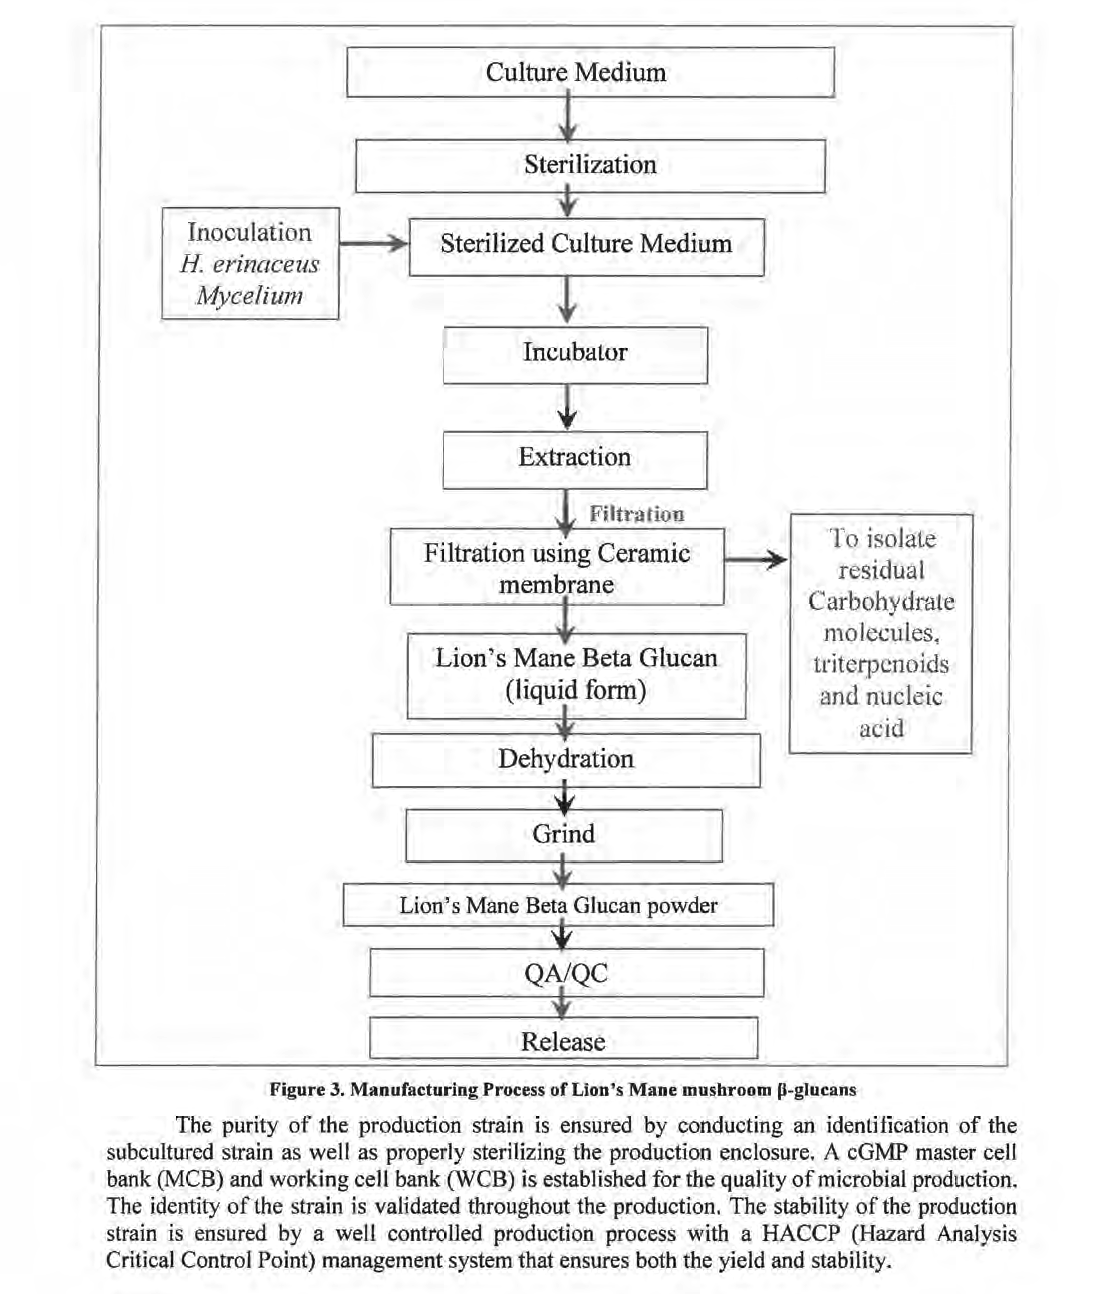 Culture Medium
Sterilization
Inoculation
H. erinaceus
Mycelium
Sterilized Culture Medium
Incubator
Extraction
Filtration
Filtration using Ceramic
membrane
To isolate
residual
Carbohydrate
molecules,
triterpenoids
and nucleic
acid
Lion's Mane Beta Glucan
(liquid form)
Dehydration
Grind
Lion's Mane Beta Glucan powder
QA/QC
Release
Figure 3. Manufacturing Process of Lion's Mane mushroom β-glucans
The purity of the production strain is ensured by conducting an identification of the
subcultured strain as well as properly sterilizing the production enclosure. A cGMP master cell
bank (MCB) and working cell bank (WCB) is established for the quality of microbial production.
The identity of the strain is validated throughout the production. The stability of the production
strain is ensured by a well controlled production process with a HACCP (Hazard Analysis
Critical Control Point) management system that ensures both the yield and stability.